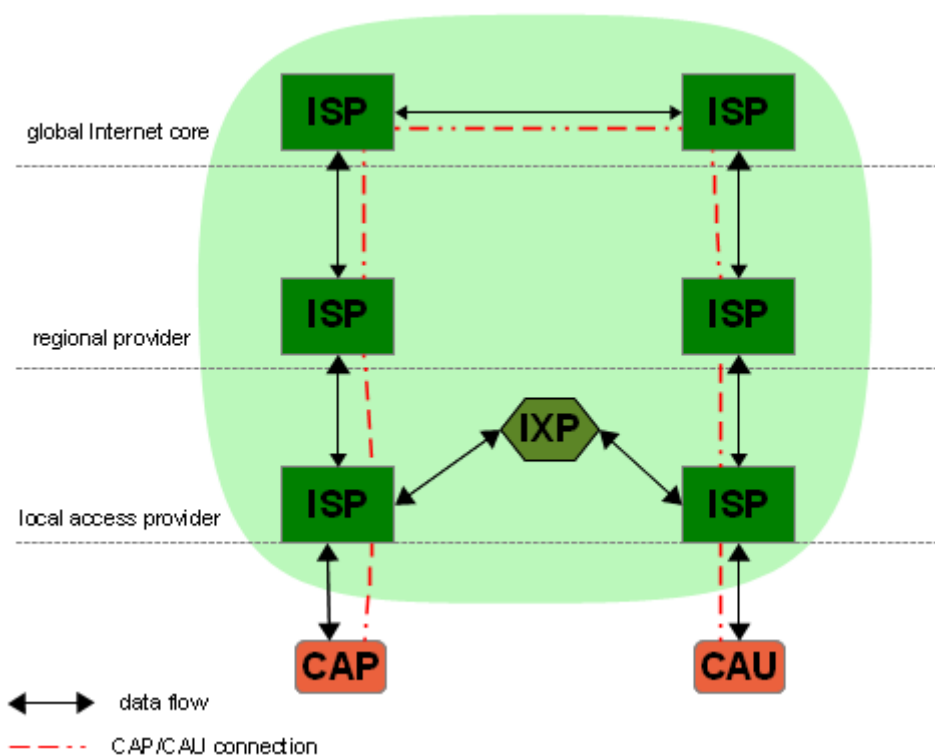 ISP ISP
global Internet core
ISP ISP
regional provider
IXP
ISP ISP
local access provider
CAP CAU
data flow
CAP/CAU connection